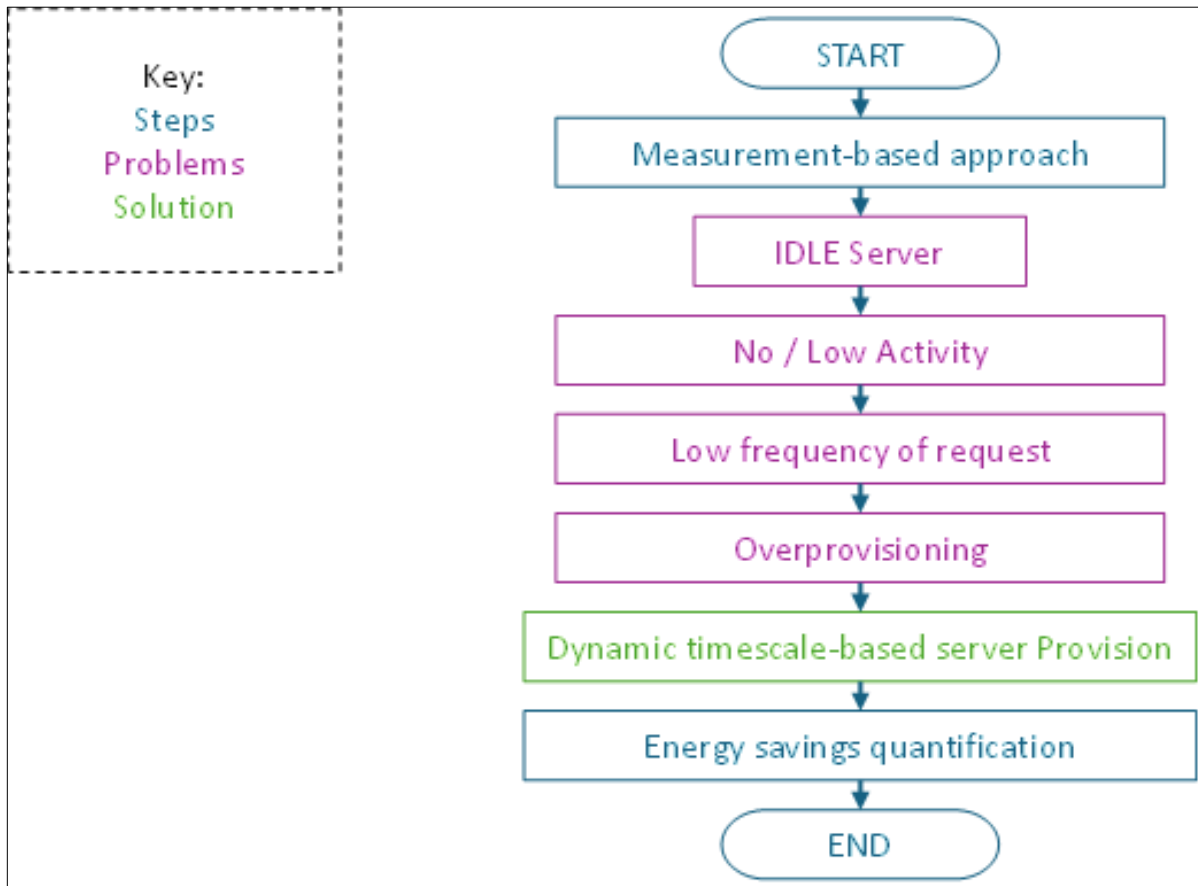 Key:
Steps
Problems
Solution
START
Measurement-based approach
IDLE Server
No / Low Activity
Low frequency of request
Overprovisioning
Dynamic timescale-based server Provision
Energy savings quantification
END